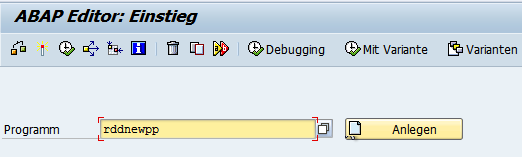 ABAP Editor: Einstieg
Debugging Mit Variante Varianten
Programm rddnewpp Anlegen